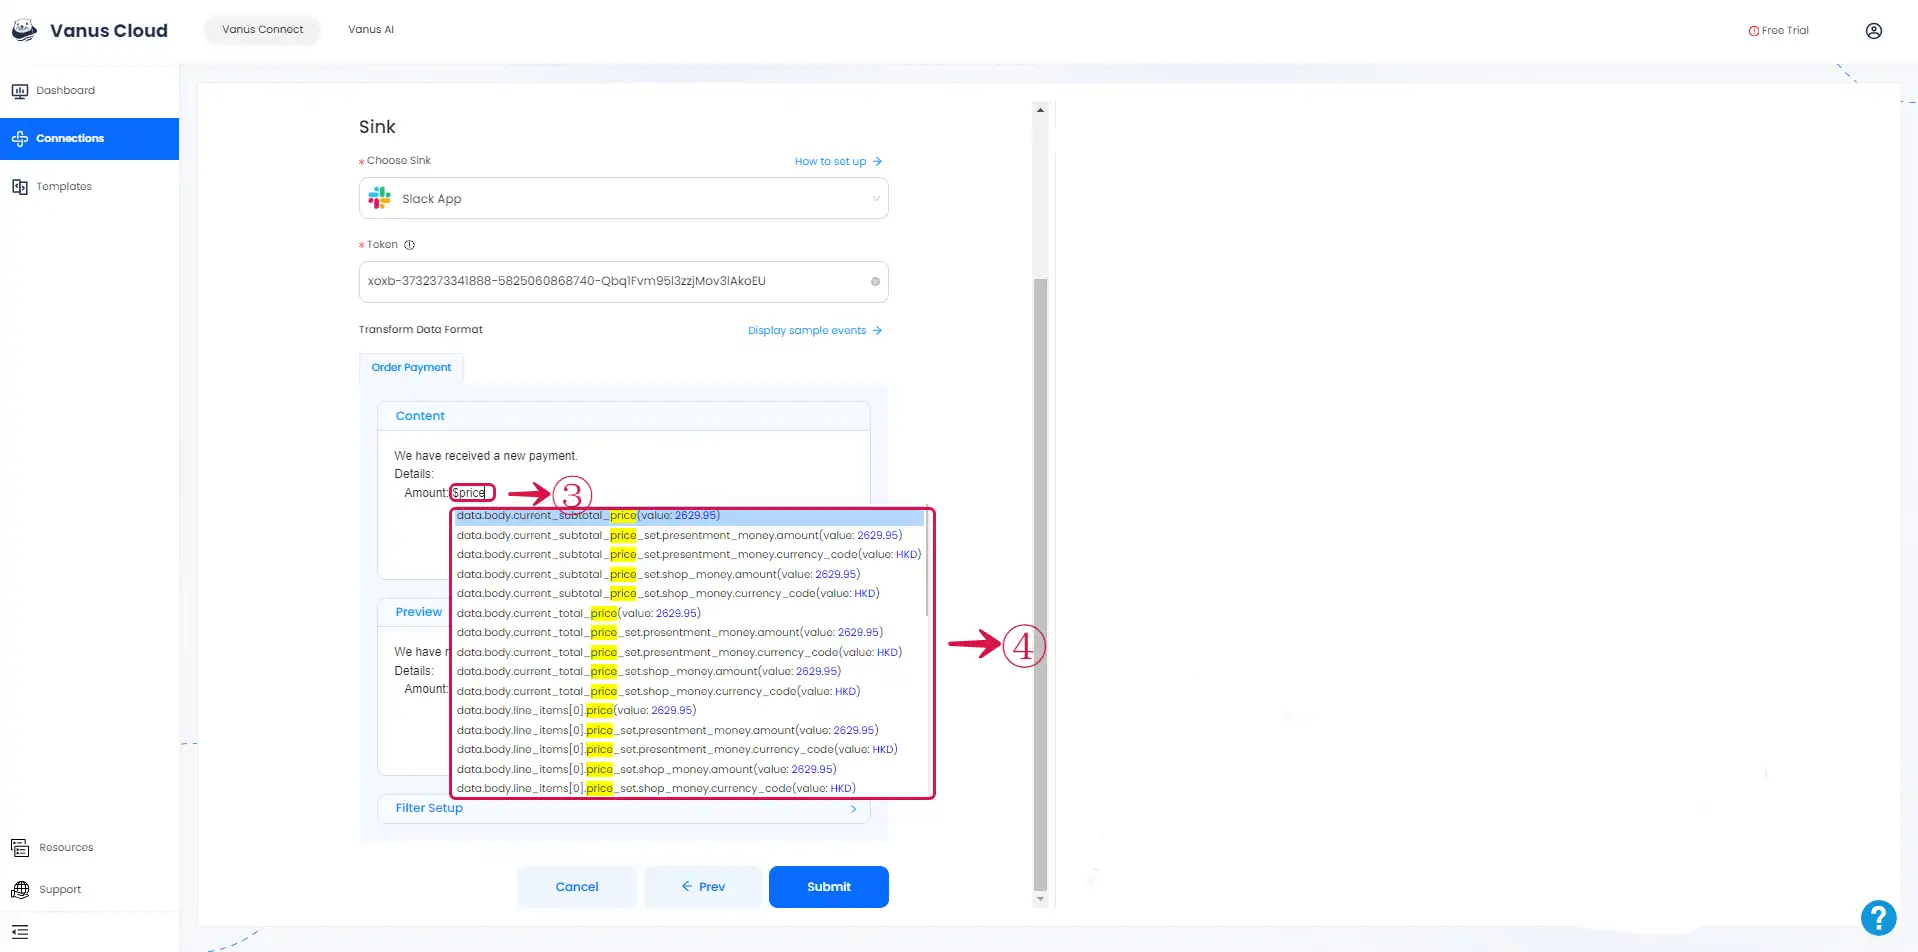 Vanus Cloud
Vanus Connect
Vanus AI
Free Trial
Dashboard
Connections
Templates
Sink
* Choose Sink
How to set up →
Slack App
* Token
xoxb-3732373341888-5825060868740-Qbq1Fvm95l3zzjMov3lAkoEU
Transform Data Format
Display sample events →
Order Payment
Content
We have received a new payment.
Details:
Amount:$price
③
data.body.current_subtotal_price(value: 2629.95)
data.body.current_subtotal_price_set.presentment_money.amount(value: 2629.95)
data.body.current_subtotal_price_set.presentment_money.currency_code(value: HKD)
data.body.current_subtotal_price_set.shop_money.amount(value: 2629.95)
data.body.current_subtotal_price_set.shop_money.currency_code(value: HKD)
data.body.current_total_price(value: 2629.95)
data.body.current_total_price_set.presentment_money.amount(value: 2629.95)
data.body.current_total_price_set.presentment_money.currency_code(value: HKD)
data.body.current_total_price_set.shop_money.amount(value: 2629.95)
data.body.current_total_price_set.shop_money.currency_code(value: HKD)
data.body.line_items[0].price(value: 2629.95)
data.body.line_items[0].price_set.presentment_money.amount(value: 2629.95)
data.body.line_items[0].price_set.presentment_money.currency_code(value: HKD)
data.body.line_items[0].price_set.shop_money.amount(value: 2629.95)
data.body.line_items[0].price_set.shop_money.currency_code(value: HKD)
④
Preview
We have r
Details:
Amount:
Filter Setup
Cancel
← Prev
Submit
Resources
Support
?